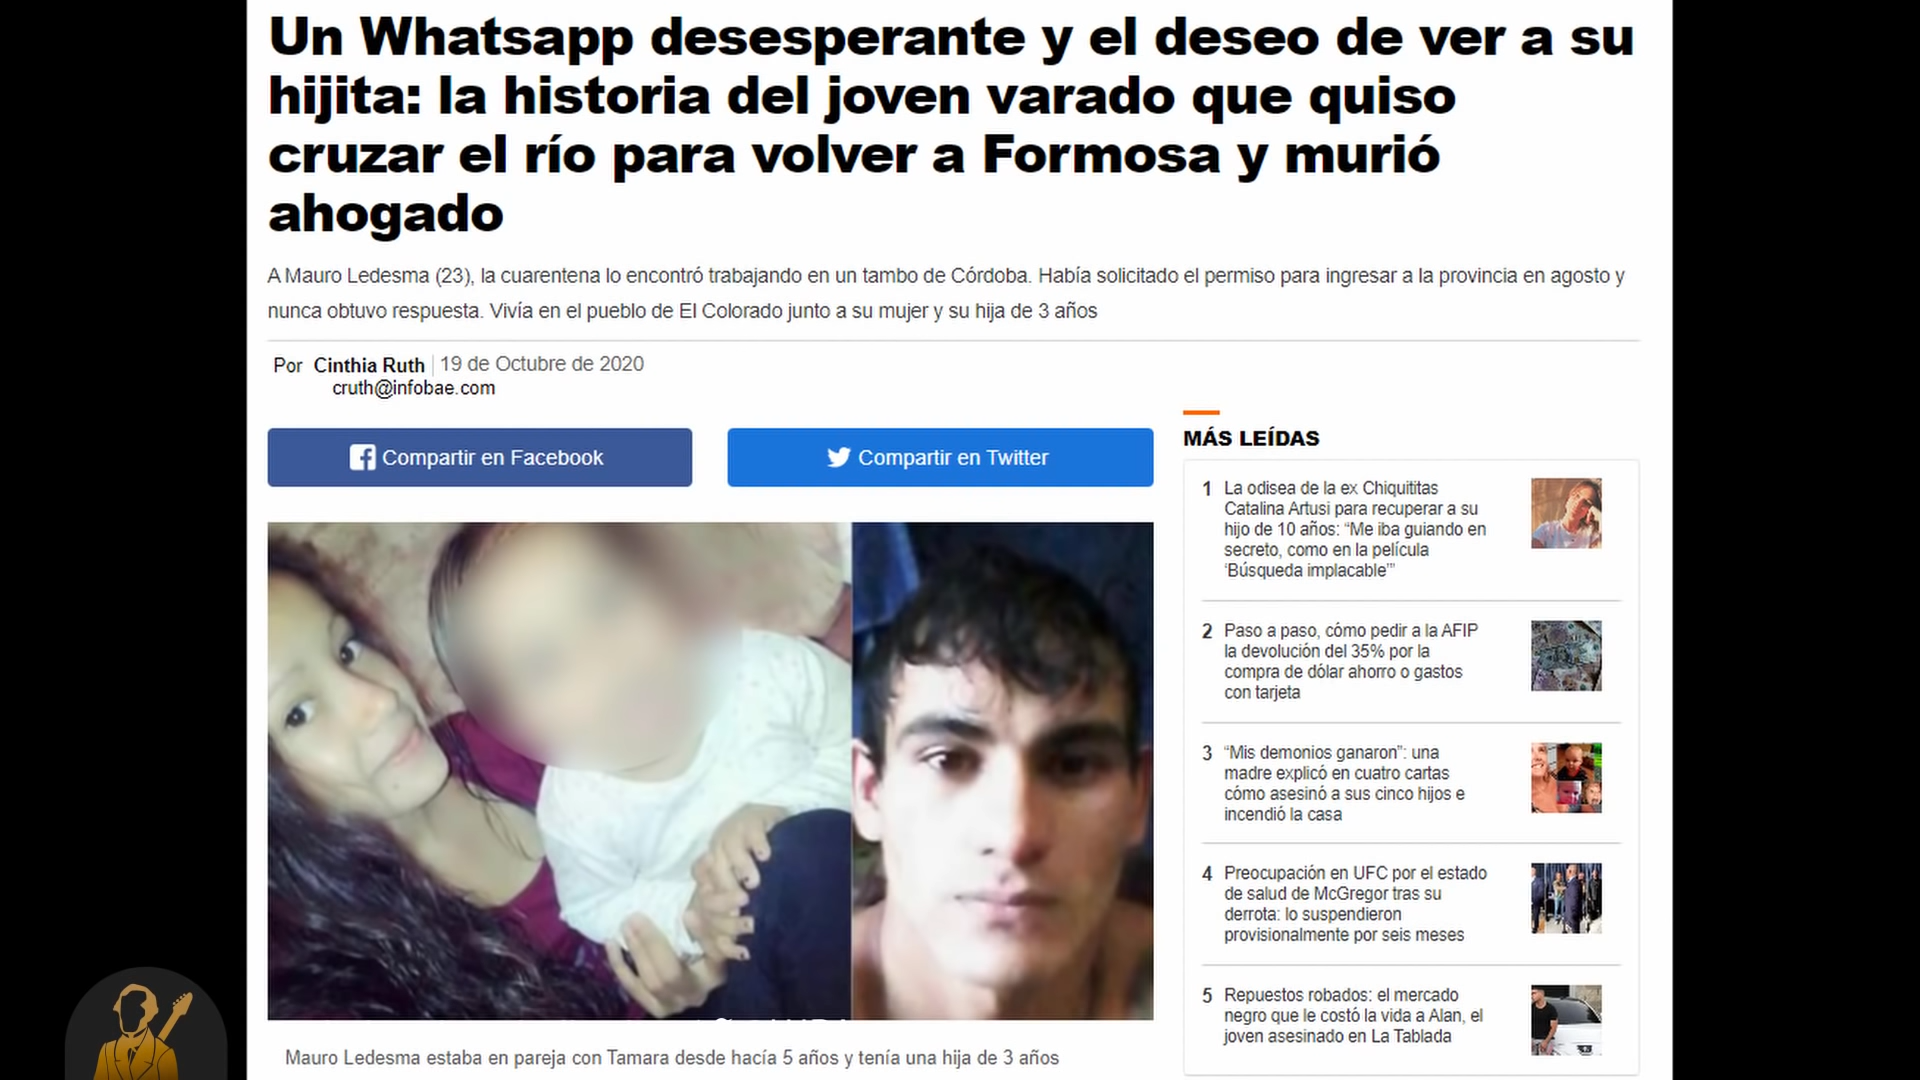 Un Whatsapp desesperante y el deseo de ver a su
hijita: la historia del joven varado que quiso
cruzar el río para volver a Formosa y murió
ahogado
A Mauro Ledesma (23), la cuarentena lo encontró trabajando en un tambo de Córdoba. Había solicitado el permiso para ingresar a la provincia en agosto y
nunca obtuvo respuesta. Vivía en el pueblo de El Colorado junto a su mujer y su hija de 3 años
Por Cinthia Ruth | 19 de Octubre de 2020
cruth@infobae.com
Compartir en Facebook
Compartir en Twitter
Mauro Ledesma estaba en pareja con Tamara desde hacía 5 años y tenía una hija de 3 años
MÁS LEÍDAS
1 La odisea de la ex Chiquititas
Catalina Artusi para recuperar a su
hijo de 10 años: “Me iba guiando en
secreto, como en la película
‘Búsqueda implacable’”
2 Paso a paso, cómo pedir a la AFIP
la devolución del 35% por la
compra de dólar ahorro o gastos
con tarjeta
3 “Mis demonios ganaron”: una
madre explicó en cuatro cartas
cómo asesinó a sus cinco hijos e
incendió la casa
4 Preocupación en UFC por el estado
de salud de McGregor tras su
derrota: lo suspendieron
provisionalmente por seis meses
5 Repuestos robados: el mercado
negro que le costó la vida a Alan, el
joven asesinado en La Tablada